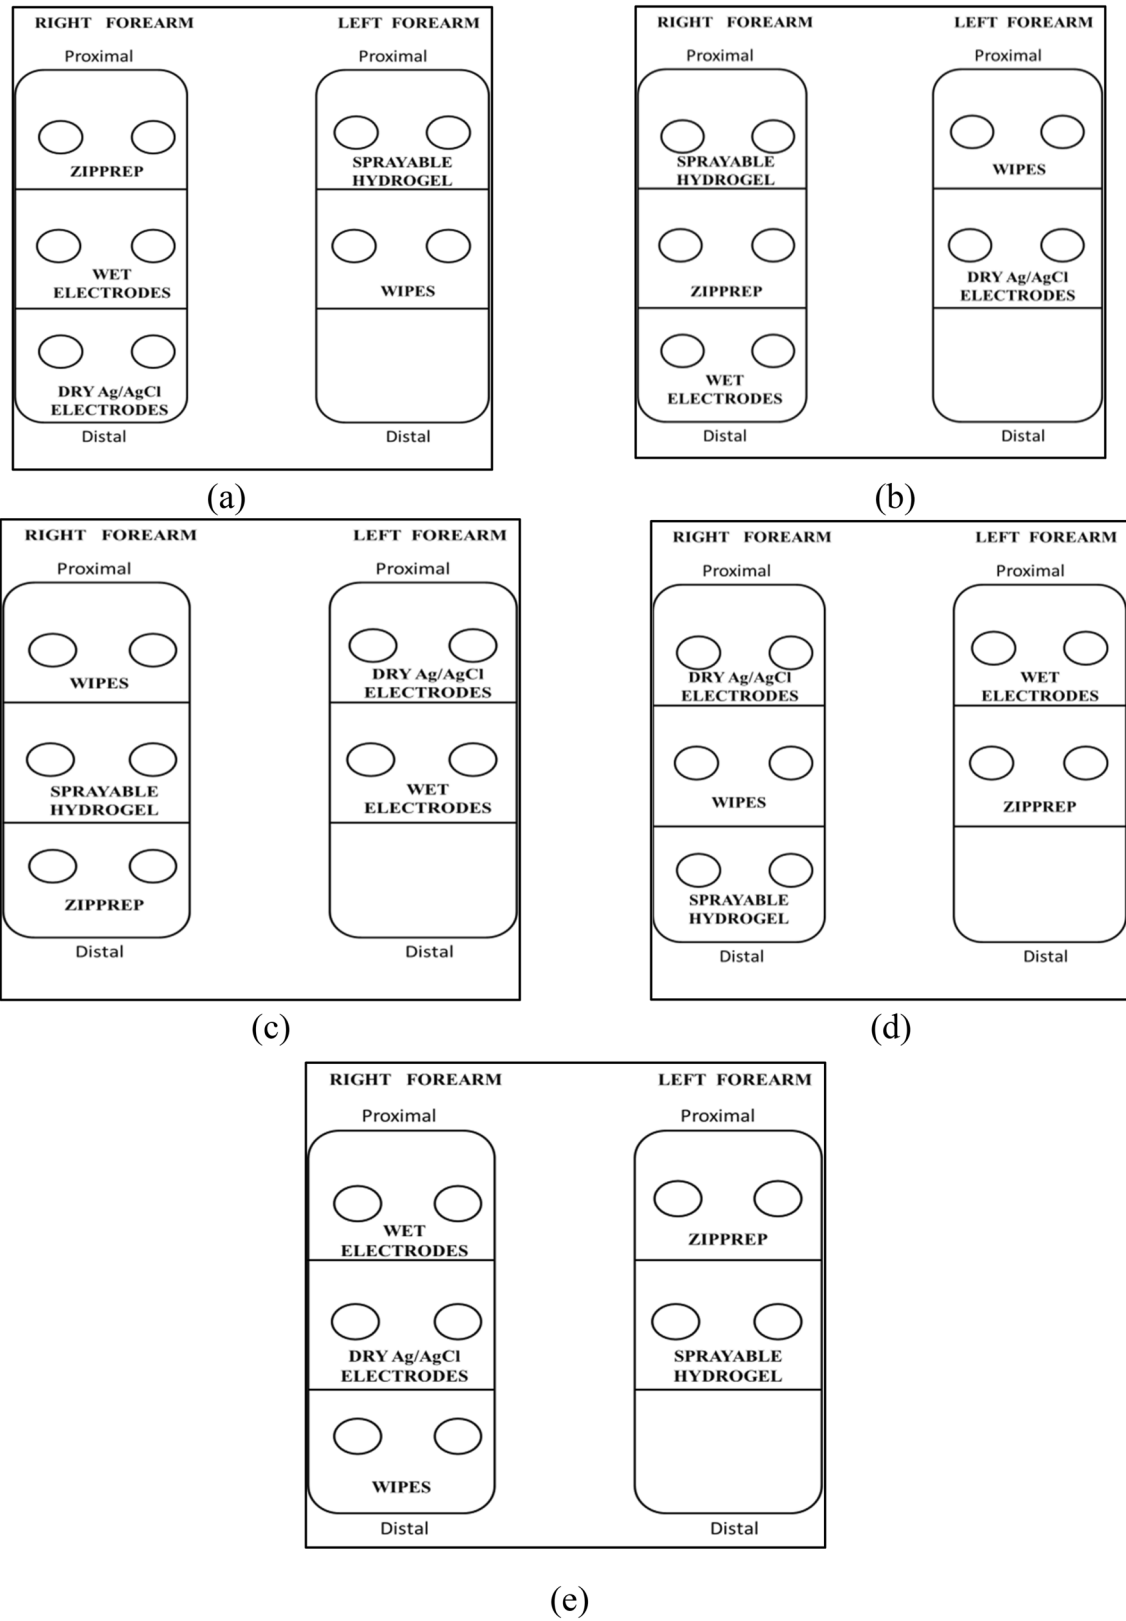 RIGHT FOREARM
LEFT FOREARM
Proximal
Proximal
ZIPPREP
SPRAYABLE
HYDROGEL
WET
ELECTRODES
WIPES
DRY Ag/AgCl
ELECTRODES
Distal
Distal
(a)
RIGHT FOREARM
LEFT FOREARM
Proximal
Proximal
SPRAYABLE
HYDROGEL
WIPES
ZIPPREP
DRY Ag/AgCl
ELECTRODES
WET
ELECTRODES
Distal
Distal
(b)
RIGHT FOREARM
LEFT FOREARM
Proximal
Proximal
WIPES
DRY Ag/AgCl
ELECTRODES
SPRAYABLE
HYDROGEL
WET
ELECTRODES
ZIPPREP
Distal
Distal
(c)
RIGHT FOREARM
LEFT FOREARM
Proximal
Proximal
DRY Ag/AgCl
ELECTRODES
WET
ELECTRODES
WIPES
ZIPPREP
SPRAYABLE
HYDROGEL
Distal
Distal
(d)
RIGHT FOREARM
LEFT FOREARM
Proximal
Proximal
WET
ELECTRODES
ZIPPREP
DRY Ag/AgCl
ELECTRODES
SPRAYABLE
HYDROGEL
WIPES
Distal
Distal
(e)